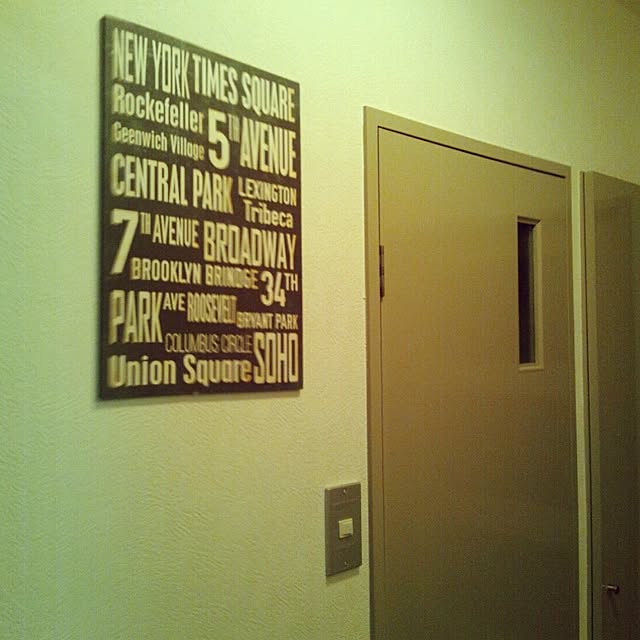 NEW YORK TIMES SQUARE
Rockefeller 5TH AVENUE
Geenwich Village
CENTRAL PARK LEXINGTON
Tribeca
7TH AVENUE BROADWAY
BROOKLYN BRINDGE 34TH
PARK AVE ROOSEVELT
BRYANT PARK
COLUMBUS CIRCLE SOHO
Union Square